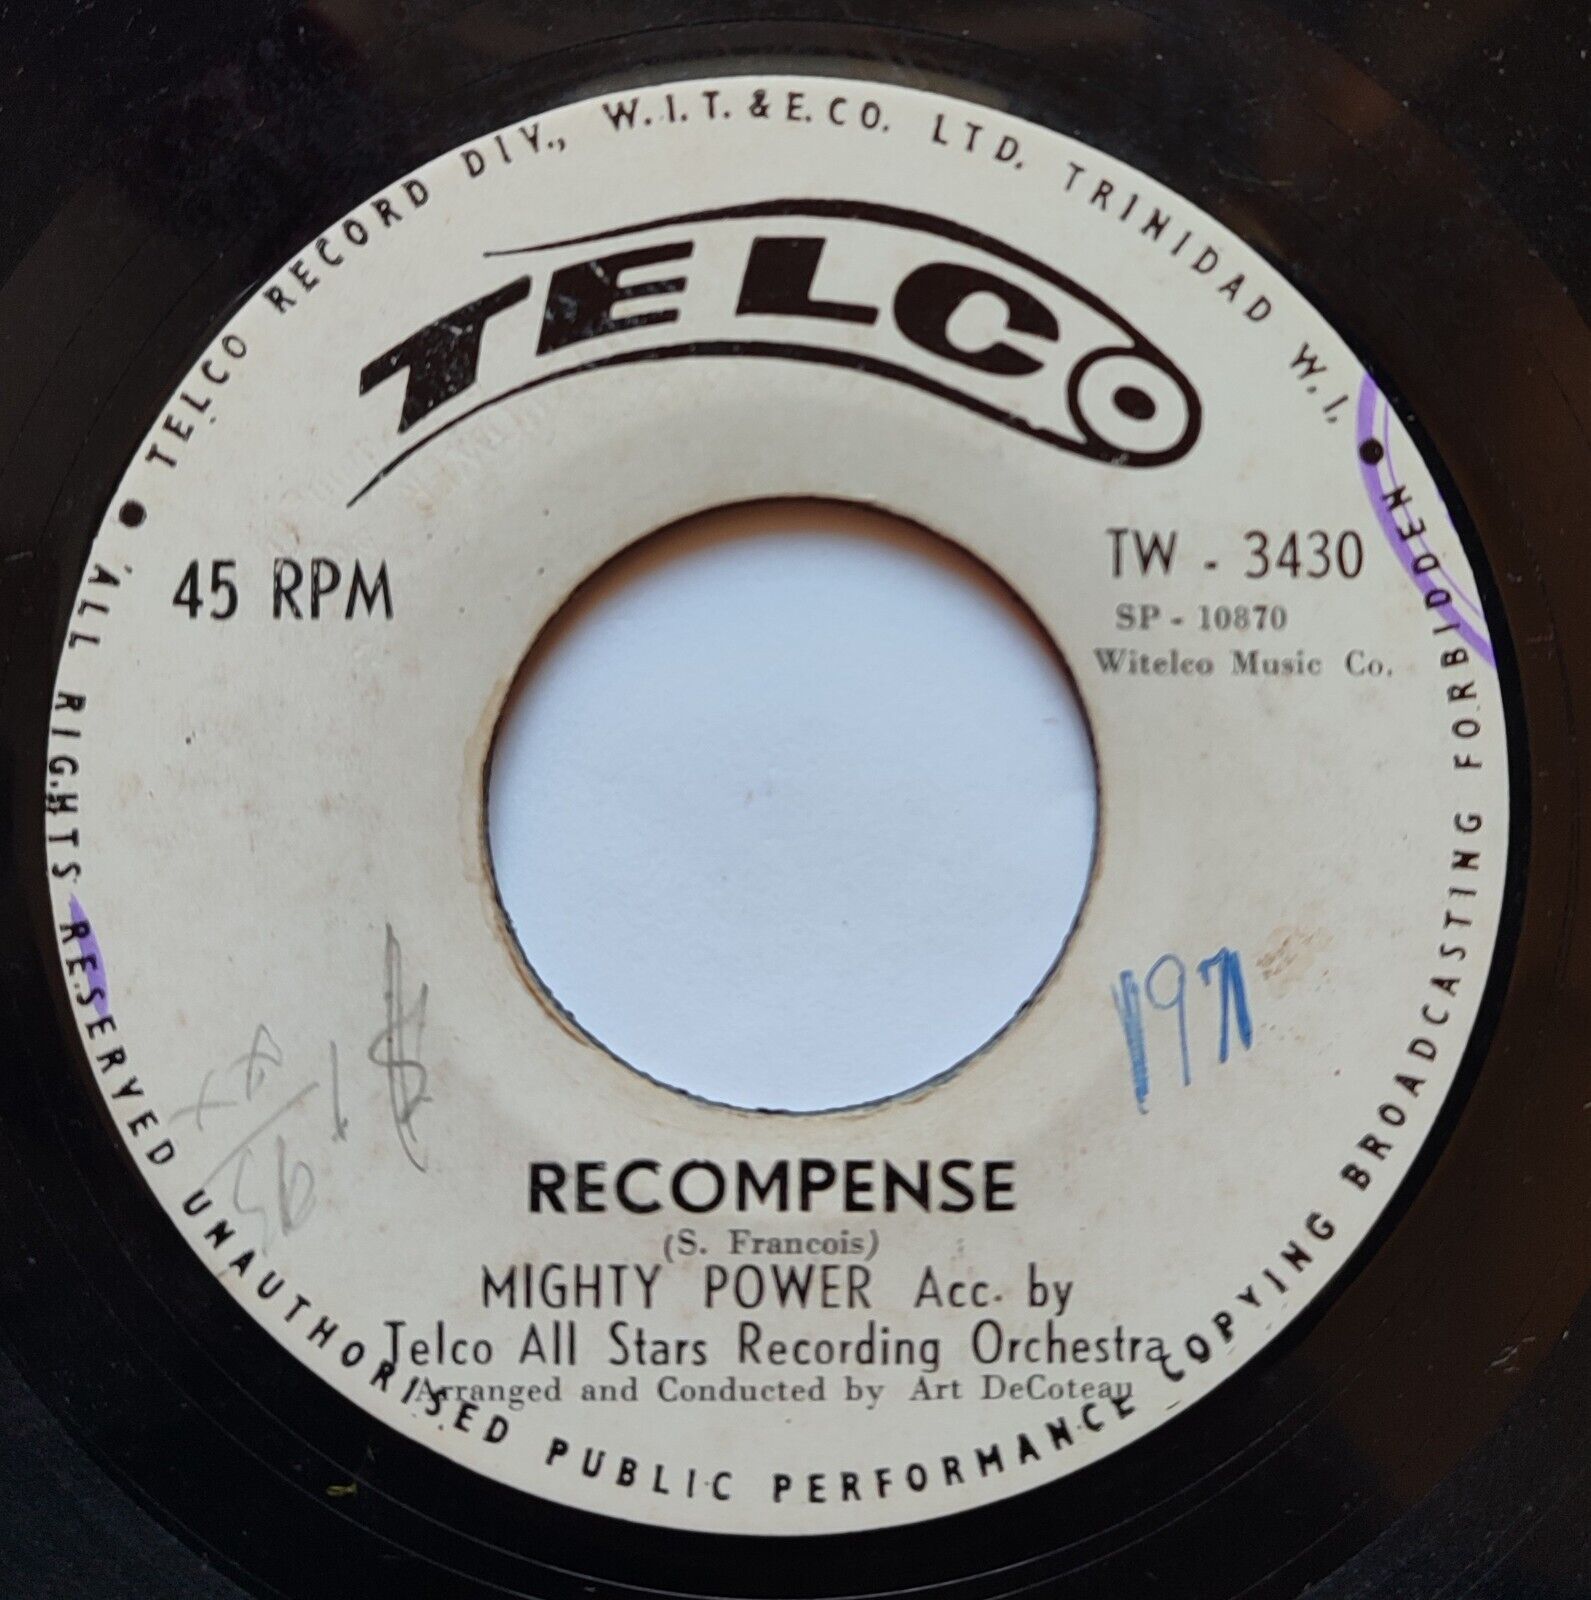 TELCO RECORD DIV., W.I.T. & E. CO. LTD. TRINIDAD W.I.
TELCO
45 RPM
TW - 3430
SP - 10870
Witelco Music Co.
197
$1
RECOMPENSE
(S. Francois)
MIGHTY POWER Acc. by
Telco All Stars Recording Orchestra
Arranged and Conducted by Art DeCoteau
ALL RIGHTS RESERVED UNAUTHORISED PUBLIC PERFORMANCE COPYING BROADCASTING FORBIDDEN